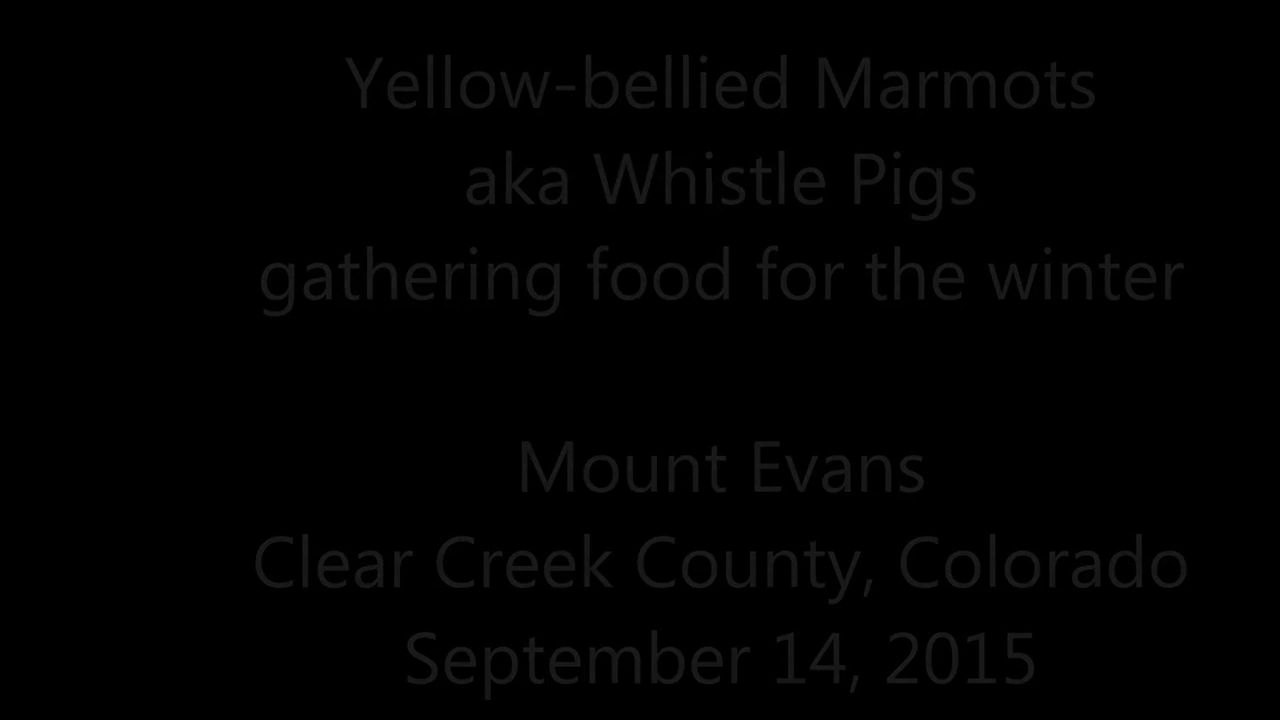 Yellow-bellied Marmots
aka Whistle Pigs
gathering food for the winter
Mount Evans
Clear Creek County, Colorado
September 14, 2015